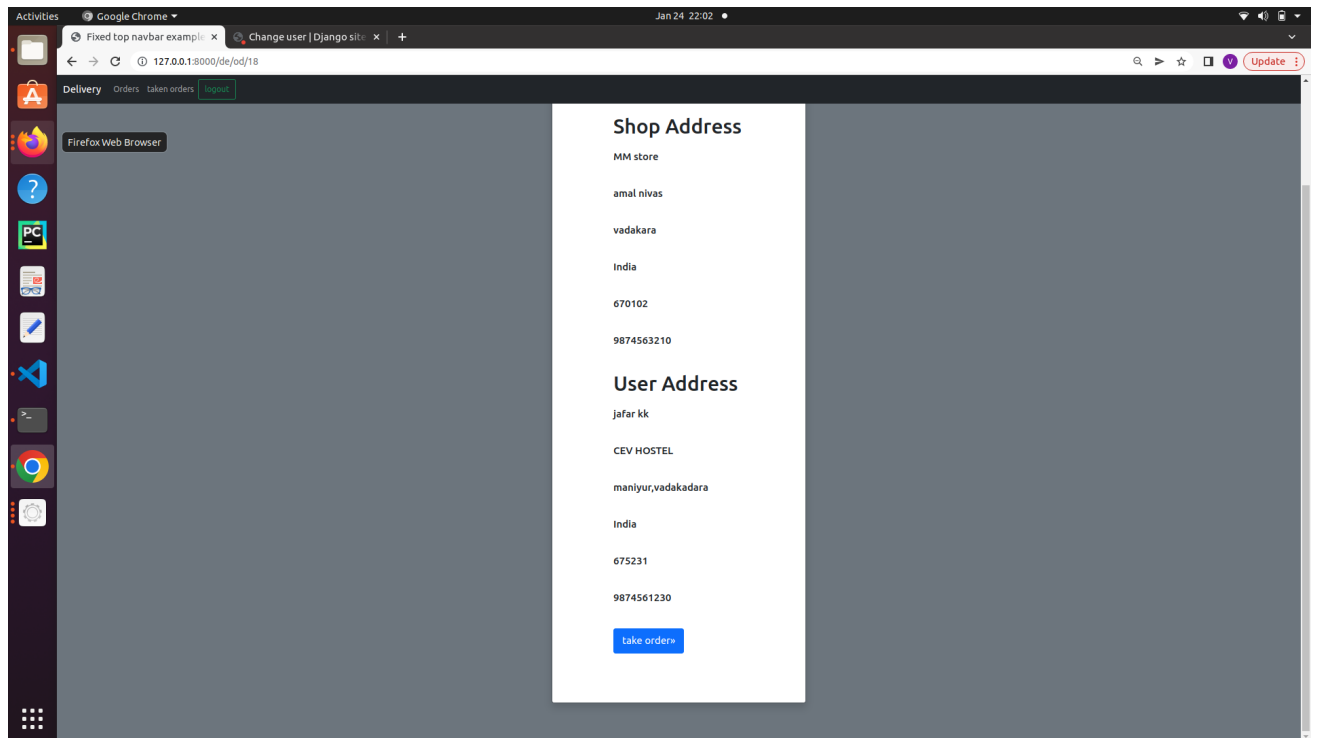 Activities Google Chrome Jan 24 22:02
Fixed top navbar example Change user | Django site
127.0.0.1:8000/de/od/18 V Update
Delivery Orders taken orders logout
Firefox Web Browser
Shop Address
MM store
amal nivas
vadakara
India
670102
9874563210
User Address
jafar kk
CEV HOSTEL
maniyur,vadakadara
India
675231
9874561230
take order»
PC